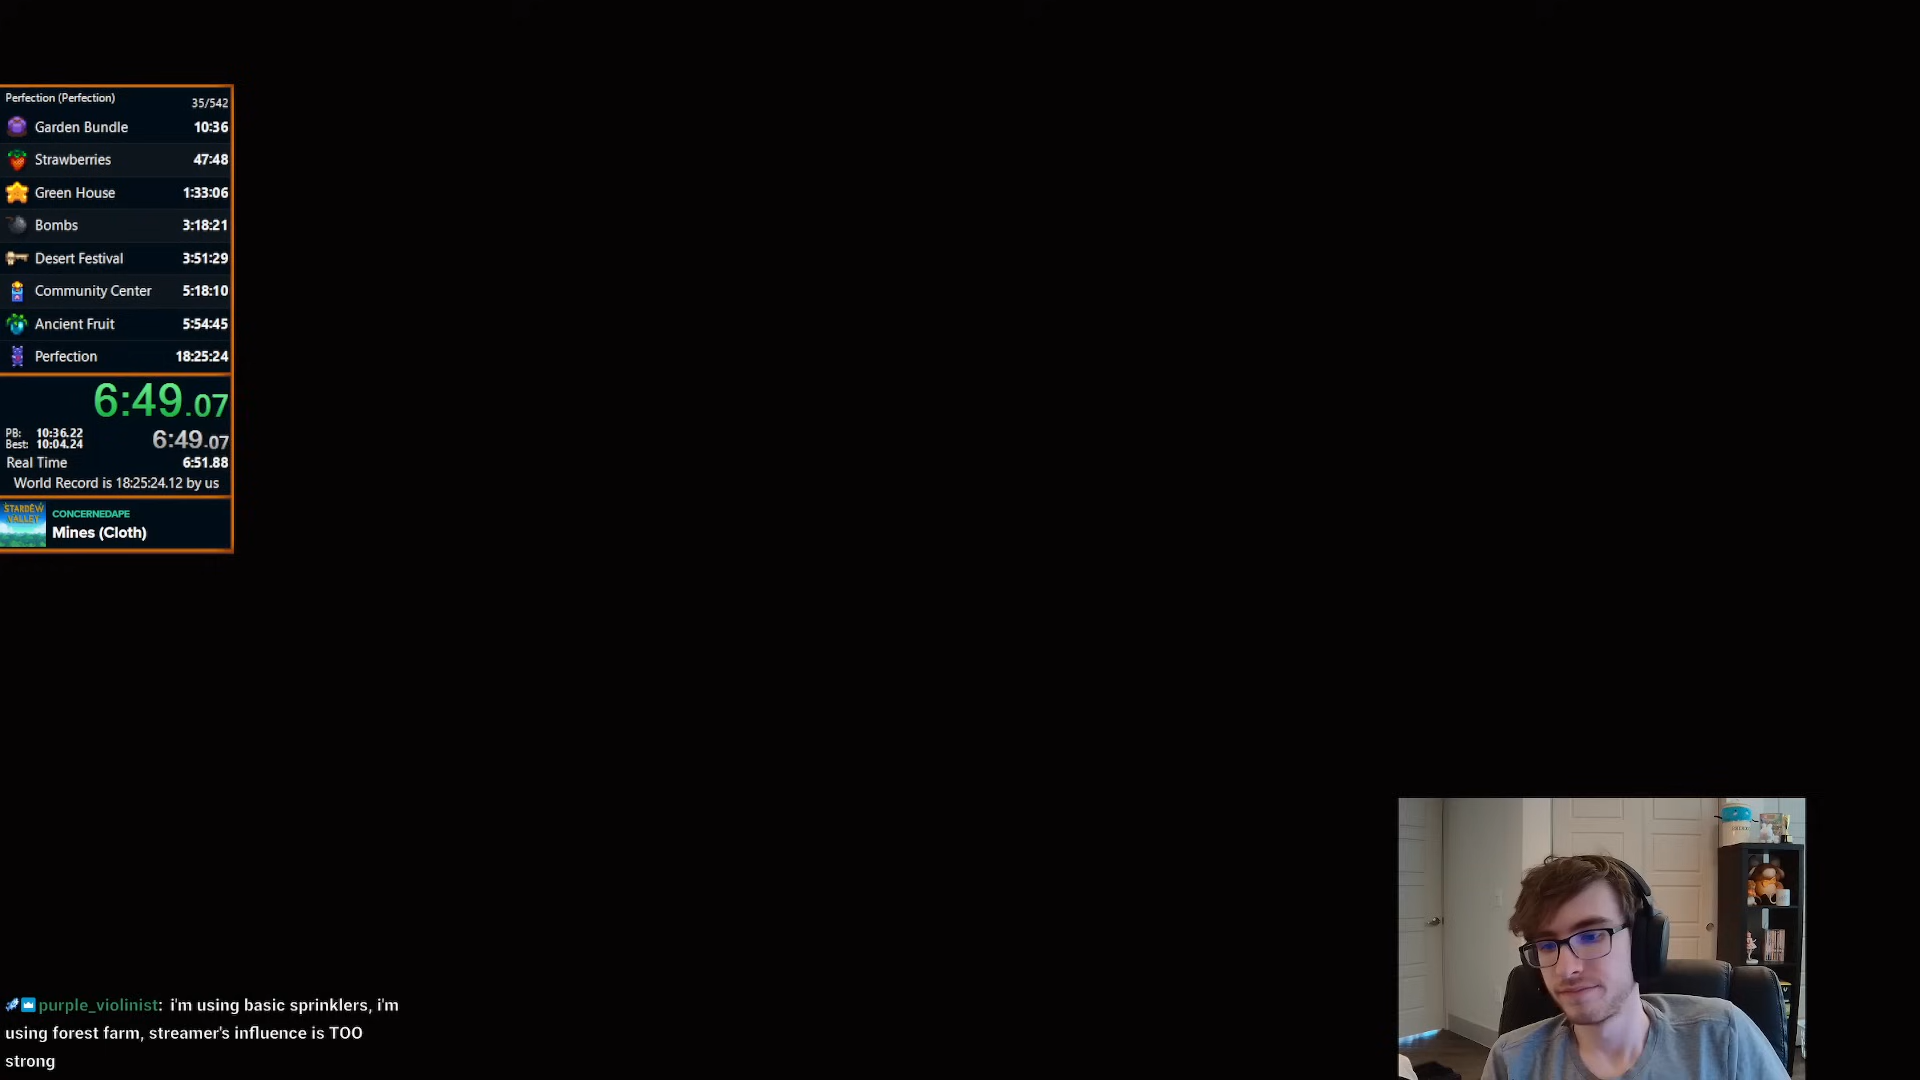 Perfection (Perfection)
35/542
Garden Bundle 10:36
Strawberries 47:48
Green House 1:33:06
Bombs 3:18:21
Desert Festival 3:51:29
Community Center 5:18:10
Ancient Fruit 5:54:45
Perfection 18:25:24
6:49.07
PB: 10:36.22
Best: 10:04.24
6:49.07
Real Time 6:51.88
World Record is 18:25:24.12 by us
STARDEW
VALLEY
CONCERNEDAPE
Mines (Cloth)
purple_violinist: i'm using basic sprinklers, i'm
using forest farm, streamer's influence is TOO
strong